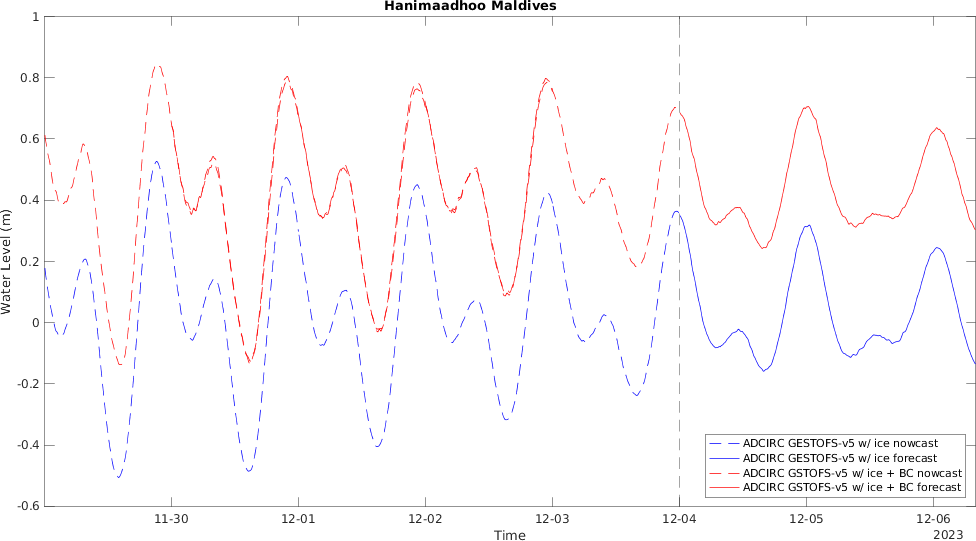 Hanimaadhoo Maldives
1
0.8
0.6
0.4
0.2
0
-0.2
-0.4
-0.6
Water Level (m)
ADCIRC GESTOFS-v5 w/ ice nowcast
ADCIRC GESTOFS-v5 w/ ice forecast
ADCIRC GSTOFS-v5 w/ ice + BC nowcast
ADCIRC GSTOFS-v5 w/ ice + BC forecast
11-30 12-01 12-02 12-03 12-04 12-05 12-06
Time
2023